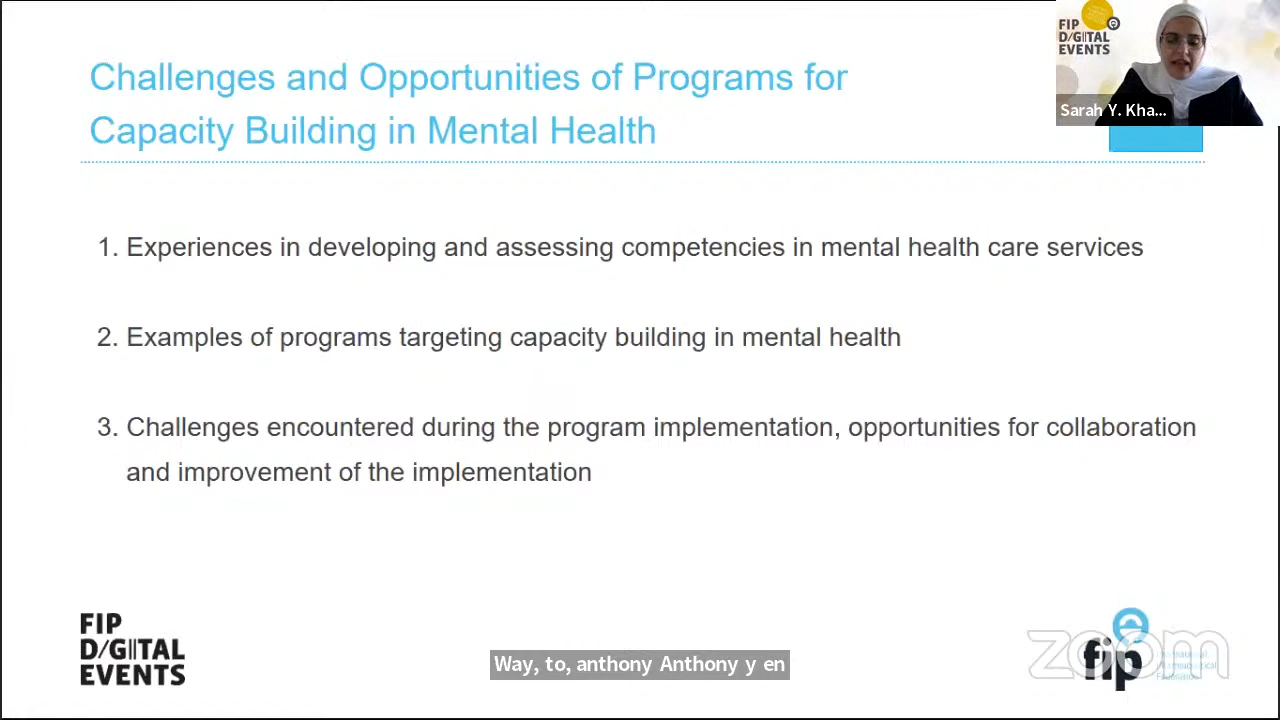 Challenges and Opportunities of Programs for
Capacity Building in Mental Health
FIP
D/GITAL
EVENTS
Sarah Y. Kha...
1. Experiences in developing and assessing competencies in mental health care services
2. Examples of programs targeting capacity building in mental health
3. Challenges encountered during the program implementation, opportunities for collaboration
and improvement of the implementation
FIP
D/GITAL
EVENTS
Way, to, anthony Anthony y en
zoom
fip